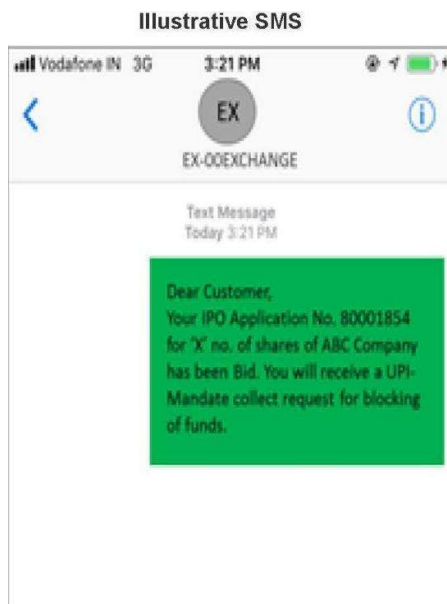 Illustrative SMS
Vodafone IN 3G 3:21 PM
EX
EX-OOEXCHANGE
Text Message
Today 3:21 PM
Dear Customer,
Your IPO Application No. 80001854
for 'X' no. of shares of ABC Company
has been Bid. You will receive a UPI-
Mandate collect request for blocking
of funds.